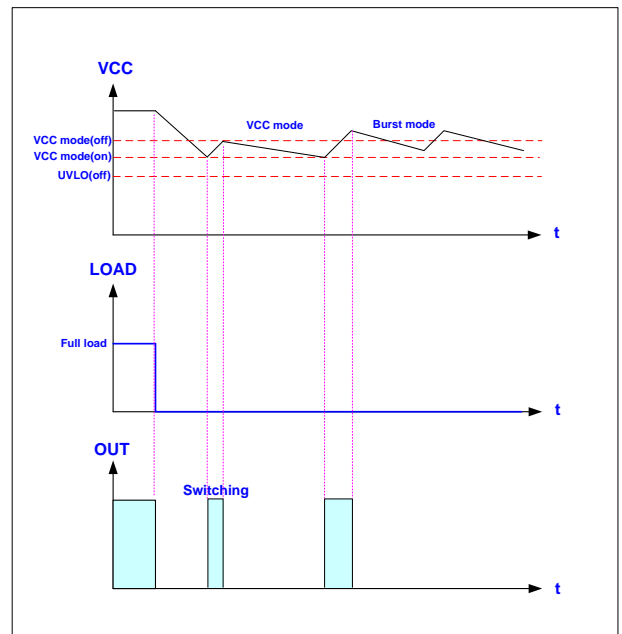 VCC
VCC mode Burst mode
VCC mode(off)
VCC mode(on)
UVLO(off)
t
LOAD
Full load
t
OUT
Switching
t